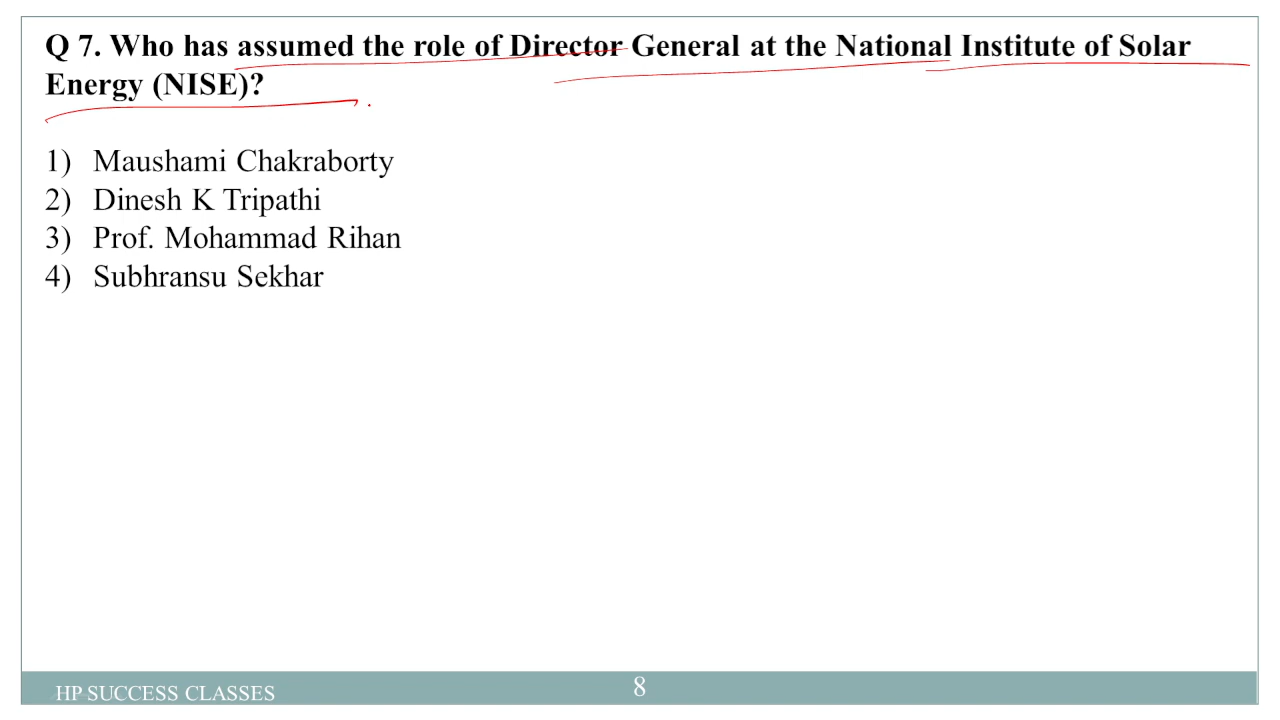 Q 7. Who has assumed the role of Director General at the National Institute of Solar
Energy (NISE)?
1) Maushami Chakraborty
2) Dinesh K Tripathi
3) Prof. Mohammad Rihan
4) Subhransu Sekhar
HP SUCCESS CLASSES
8